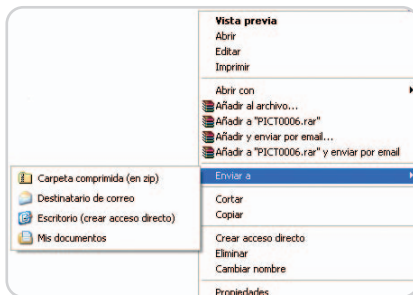 Vista previa
Abrir
Editar
Imprimir
Abrir con
Añadir al archivo...
Añadir a "PICT0006.rar"
Añadir y enviar por email...
Añadir a "PICT0006.rar" y enviar por email
Enviar a
Carpeta comprimida (en zip)
Destinatario de correo
Escritorio (crear acceso directo)
Mis documentos
Cortar
Copiar
Crear acceso directo
Eliminar
Cambiar nombre
Propiedades